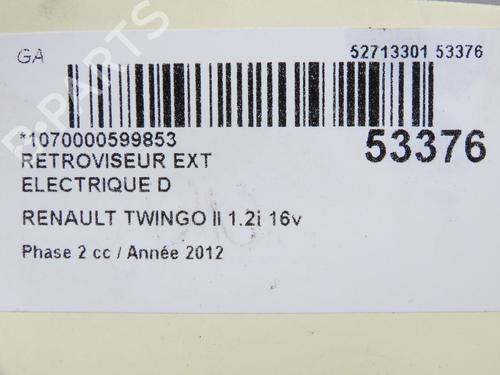 GA
52713301 53376
*1070000599853
53376
RETROVISEUR EXT
ELECTRIQUE D
RENAULT TWINGO II 1.2i 16v
Phase 2 cc / Année 2012